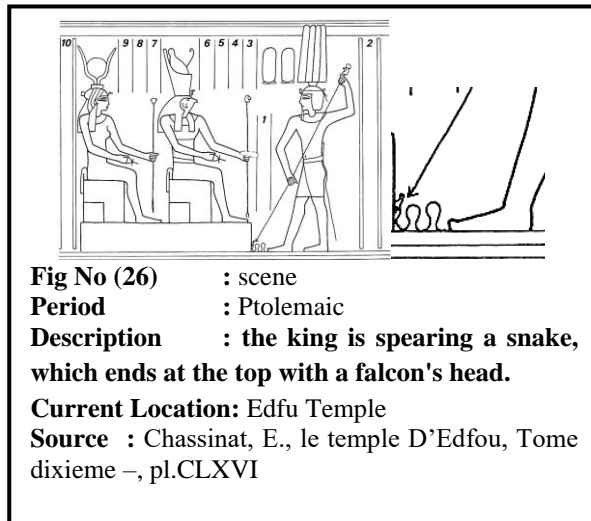 10 9 8 7 6 5 4 3 2
1
Fig No (26) : scene
Period : Ptolemaic
Description : the king is spearing a snake,
which ends at the top with a falcon's head.
Current Location: Edfu Temple
Source : Chassinat, E., le temple D’Edfou, Tome
dixieme –, pl.CLXVI